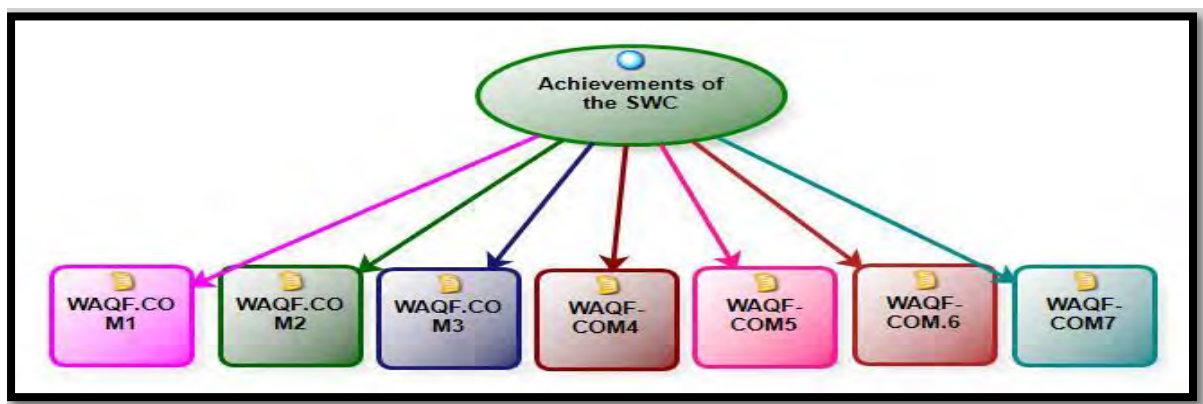 Achievements of
the SWC
WAQF.CO
M1
WAQF.CO
M2
WAQF.CO
M3
WAQF-
COM4
WAQF-
COM5
WAQF-
COM.6
WAQF-
COM7